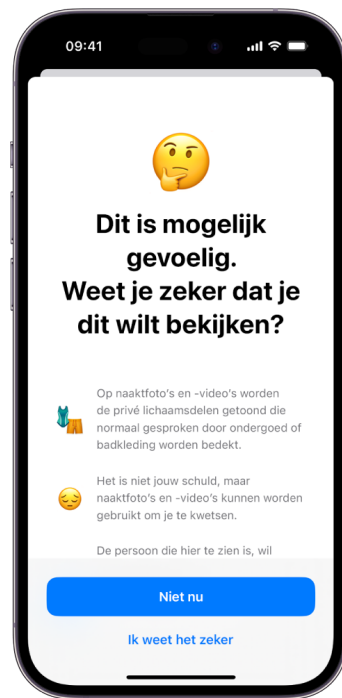 09:41
Dit is mogelijk
gevoelig.
Weet je zeker dat je
dit wilt bekijken?
Op naaktfoto's en -video's worden
de privé lichaamsdelen getoond die
normaal gesproken door ondergoed of
badkleding worden bedekt.
Het is niet jouw schuld, maar
naaktfoto's en -video's kunnen worden
gebruikt om je te kwetsen.
De persoon die hier te zien is, wil
Niet nu
Ik weet het zeker